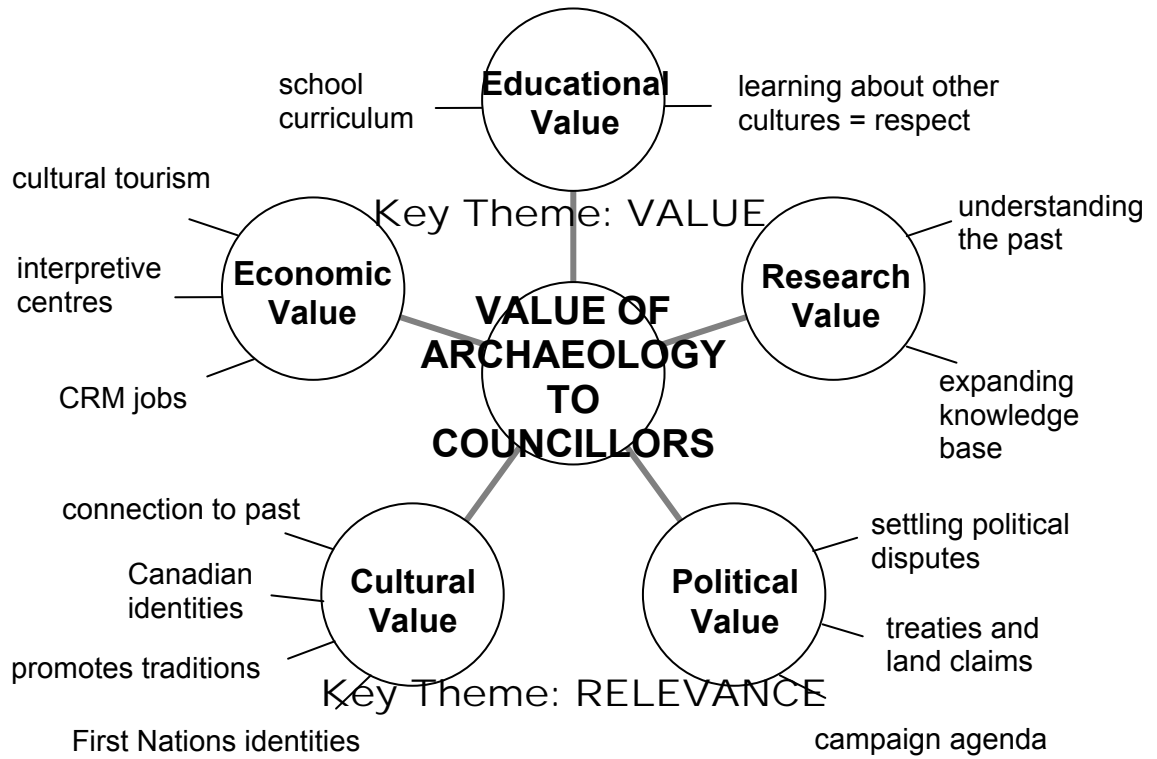 school
curriculum
Educational
Value
learning about other
cultures = respect
Key Theme: VALUE
cultural tourism
interpretive
centres
CRM jobs
Economic
Value
understanding
the past
Research
Value
expanding
knowledge
base
VALUE OF
ARCHAEOLOGY
TO
COUNCILLORS
connection to past
Canadian
identities
promotes traditions
First Nations identities
Cultural
Value
Political
Value
settling political
disputes
treaties and
land claims
campaign agenda
Key Theme: RELEVANCE